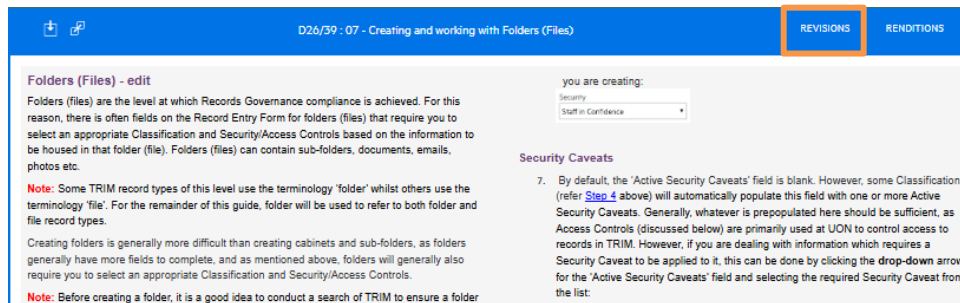 D26/39 : 07 - Creating and working with Folders (Files)
REVISIONS
RENDITIONS
Folders (Files) - edit
Folders (files) are the level at which Records Governance compliance is achieved. For this
reason, there is often fields on the Record Entry Form for folders (files) that require you to
select an appropriate Classification and Security/Access Controls based on the information to
be housed in that folder (file). Folders (files) can contain sub-folders, documents, emails,
photos etc.
Note: Some TRIM record types of this level use the terminology 'folder' whilst others use the
terminology 'file'. For the remainder of this guide, folder will be used to refer to both folder and
file record types.
Creating folders is generally more difficult than creating cabinets and sub-folders, as folders
generally have more fields to complete, and as mentioned above, folders will generally also
require you to select an appropriate Classification and Security/Access Controls.
Note: Before creating a folder, it is a good idea to conduct a search of TRIM to ensure a folder
you are creating:
Security
Staff in Confidence
Security Caveats
7. By default, the 'Active Security Caveats' field is blank. However, some Classification
(refer Step 4 above) will automatically populate this field with one or more Active
Security Caveats. Generally, whatever is prepopulated here should be sufficient, as
Access Controls (discussed below) are primarily used at UON to control access to
records in TRIM. However, if you are dealing with information which requires a
Security Caveat to be applied to it, this can be done by clicking the drop-down arrow
for the 'Active Security Caveats' field and selecting the required Security Caveat from
the list: